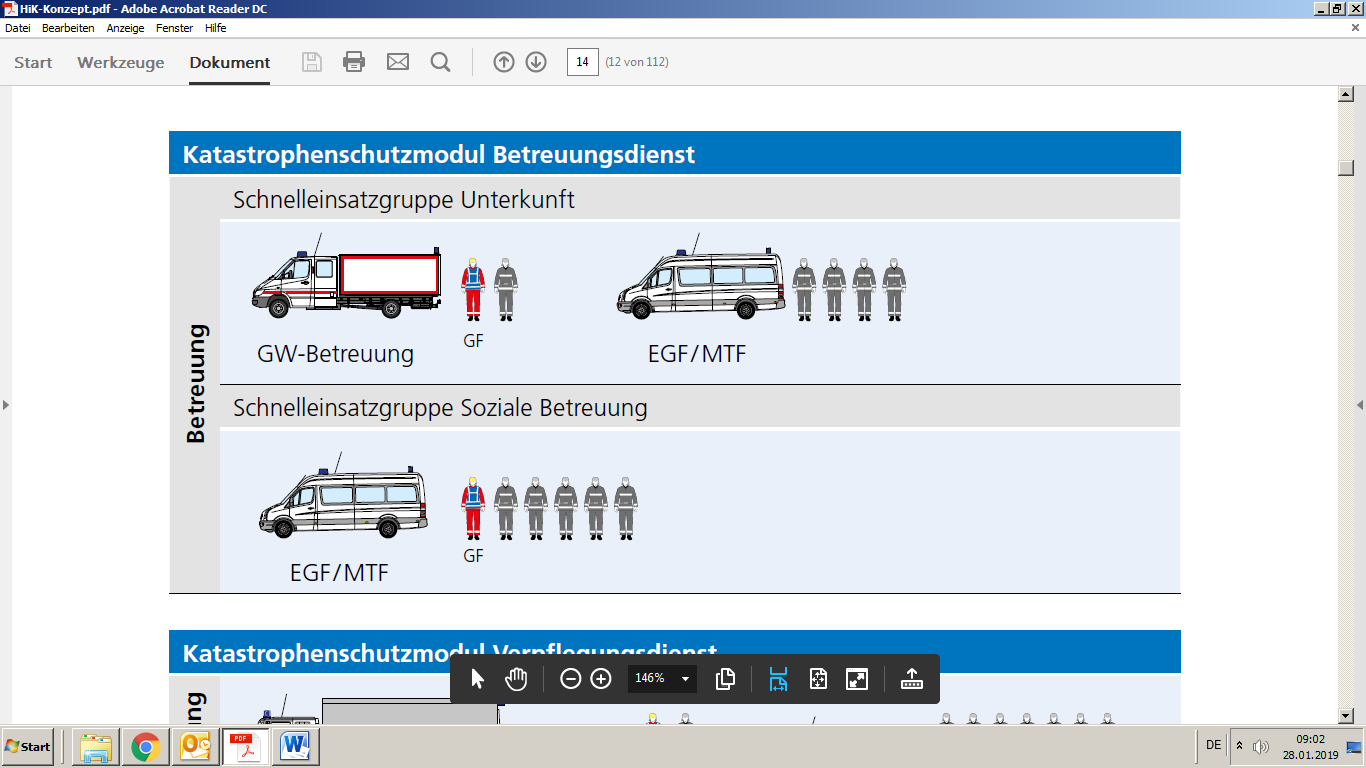 HiK-Konzept.pdf - Adobe Acrobat Reader DC
Datei Bearbeiten Anzeige Fenster Hilfe
Start Werkzeuge Dokument 14 (12 von 112)
Katastrophenschutzmodul Betreuungsdienst
Betreuung
Schnelleinsatzgruppe Unterkunft
GF
GW-Betreuung EGF/MTF
Schnelleinsatzgruppe Soziale Betreuung
GF
EGF/MTF
Katastrophenschutzmodul Verpflegungsdienst
ung
146%
Start PDF DE 09:02
28.01.2019